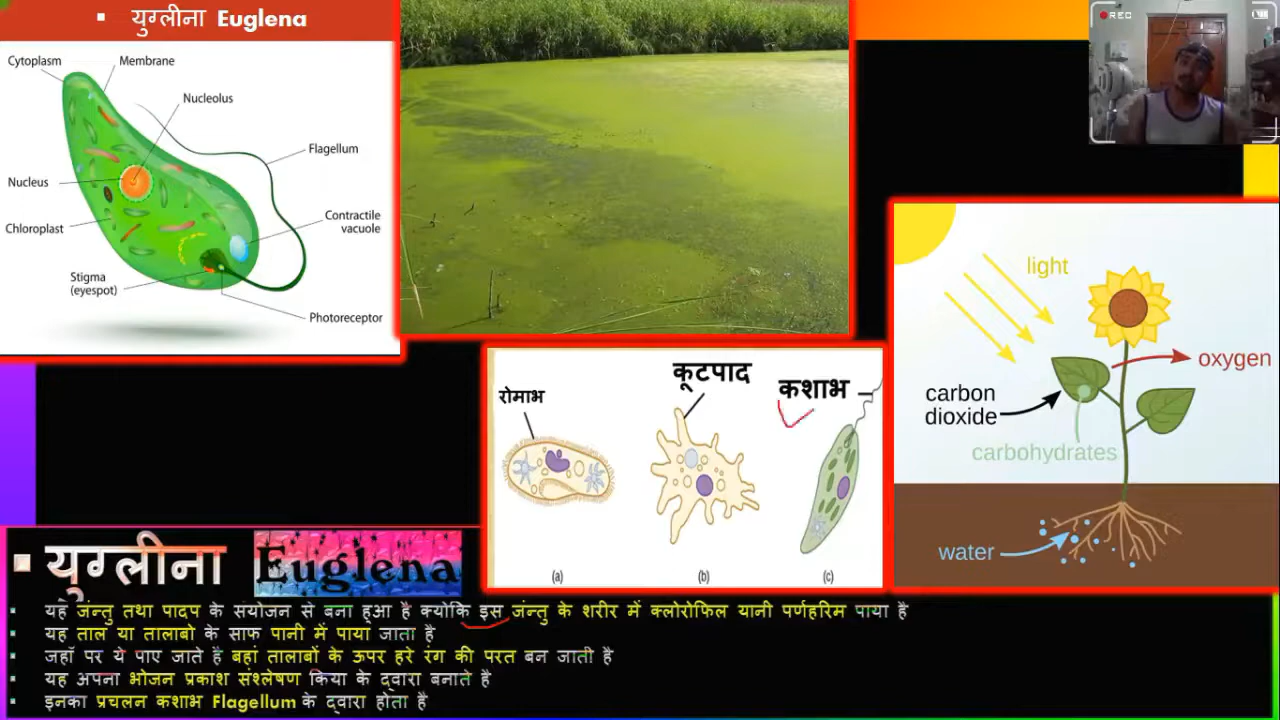 ▪ युग्लीना Euglena
REC
Cytoplasm
Membrane
Nucleolus
Flagellum
Nucleus
Chloroplast
Contractile
vacuole
Stigma
(eyespot)
Photoreceptor
light
oxygen
carbon
dioxide
carbohydrates
water
रोमाभ
कूटपाद
कशाभ
(a)
(b)
(c)
▪ युग्लीना Euglena
▪ यह जंन्तु तथा पादप के संयोजन से बना हुआ है क्योकि इस जंन्तु के शरीर में क्लोरोफिल यानी पर्णहरिम पाया है
▪ यह ताल या तालाबो के साफ पानी में पाया जाता है
▪ जहाँ पर ये पाए जाते है बहां तालाबों के ऊपर हरे रंग की परत बन जाती है
▪ यह अपना भोजन प्रकाश संश्लेषण किया के द्वारा बनाते है
▪ इनका प्रचलन कशाभ Flagellum के द्वारा होता है